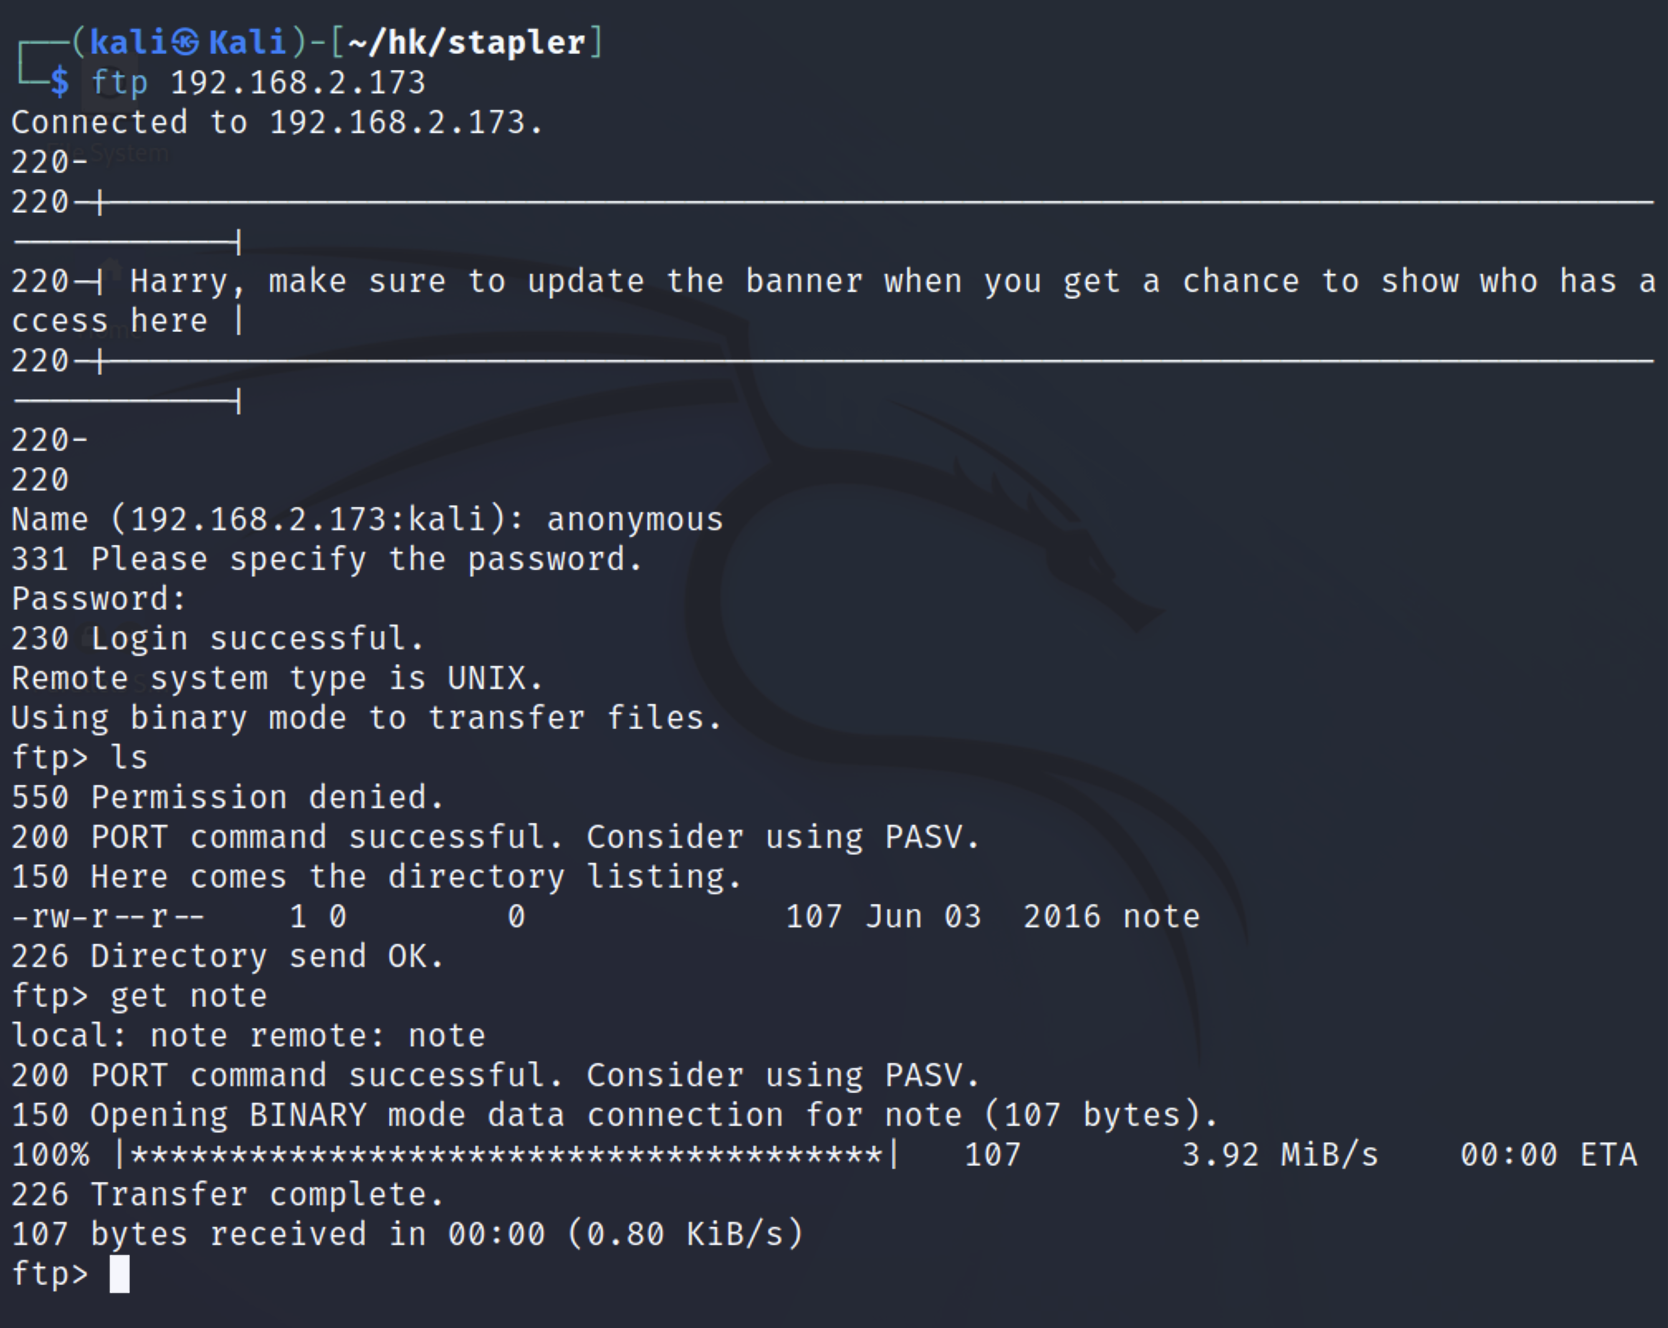 ┌──(kali㉿Kali)-[~/hk/stapler]
└─$ ftp 192.168.2.173
Connected to 192.168.2.173.
220-
220-|-----------------------------------------------------------------------------
-----------|
220-| Harry, make sure to update the banner when you get a chance to show who has a
ccess here |
220-|-----------------------------------------------------------------------------
-----------|
220-
220
Name (192.168.2.173:kali): anonymous
331 Please specify the password.
Password:
230 Login successful.
Remote system type is UNIX.
Using binary mode to transfer files.
ftp> ls
550 Permission denied.
200 PORT command successful. Consider using PASV.
150 Here comes the directory listing.
-rw-r--r--    1 0        0             107 Jun 03  2016 note
226 Directory send OK.
ftp> get note
local: note remote: note
200 PORT command successful. Consider using PASV.
150 Opening BINARY mode data connection for note (107 bytes).
100% |**************************************|   107        3.92 MiB/s    00:00 ETA
226 Transfer complete.
107 bytes received in 00:00 (0.80 KiB/s)
ftp>